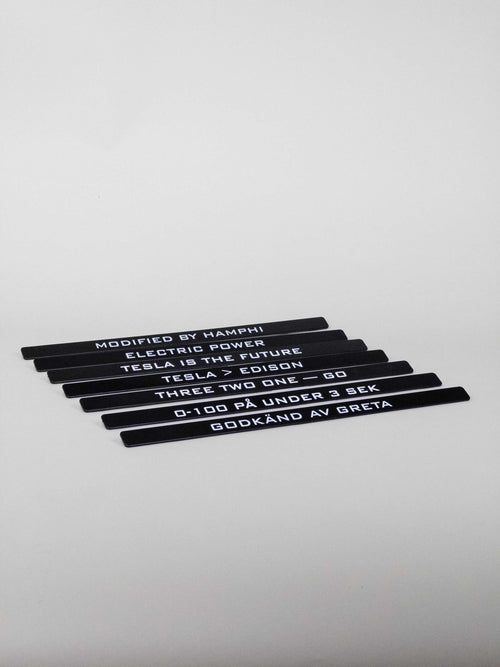 MODIFIED BY HAMPHI
ELECTRIC POWER
TESLA IS THE FUTURE
TESLA > EDISON
THREE TWO ONE — GO
0-100 PÅ UNDER 3 SEK
GODKÄND AV GRETA